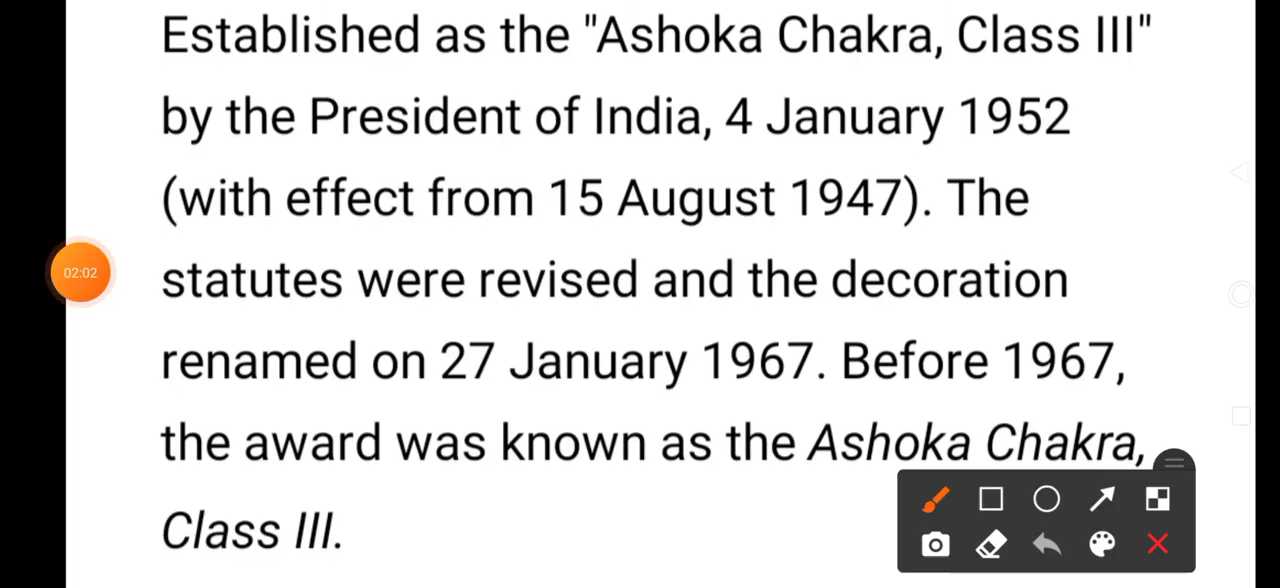 Established as the "Ashoka Chakra, Class III"
by the President of India, 4 January 1952
(with effect from 15 August 1947). The
02:02
statutes were revised and the decoration
renamed on 27 January 1967. Before 1967,
the award was known as the Ashoka Chakra,
Class III.